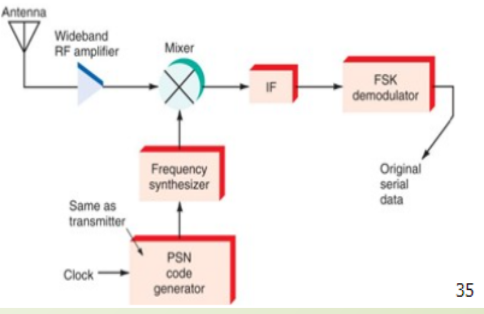 Antenna
Wideband
RF amplifier
Mixer
IF
FSK
demodulator
Frequency
synthesizer
Original
serial
data
Same as
transmitter
PSN
code
generator
Clock
35